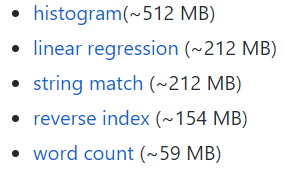 histogram(~512 MB)
linear regression (~212 MB)
string match (~212 MB)
reverse index (~154 MB)
word count (~59 MB)